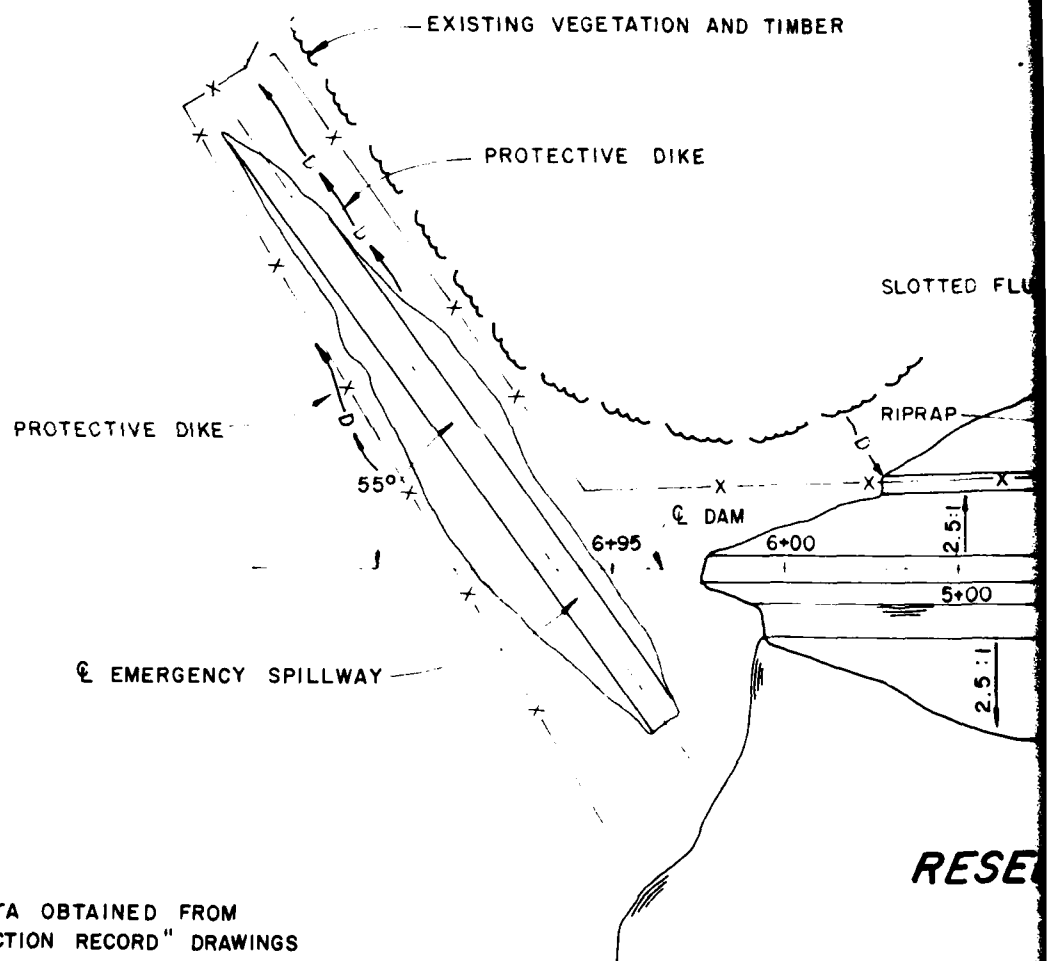 EXISTING VEGETATION AND TIMBER
PROTECTIVE DIKE
SLOTTED FLU
PROTECTIVE DIKE
RIPRAP
D
D
D
D
55°
℄ DAM
6+95
6+00
2.5:1
5+00
℄ EMERGENCY SPILLWAY
2.5:1
RESE
TA OBTAINED FROM
CTION RECORD" DRAWINGS